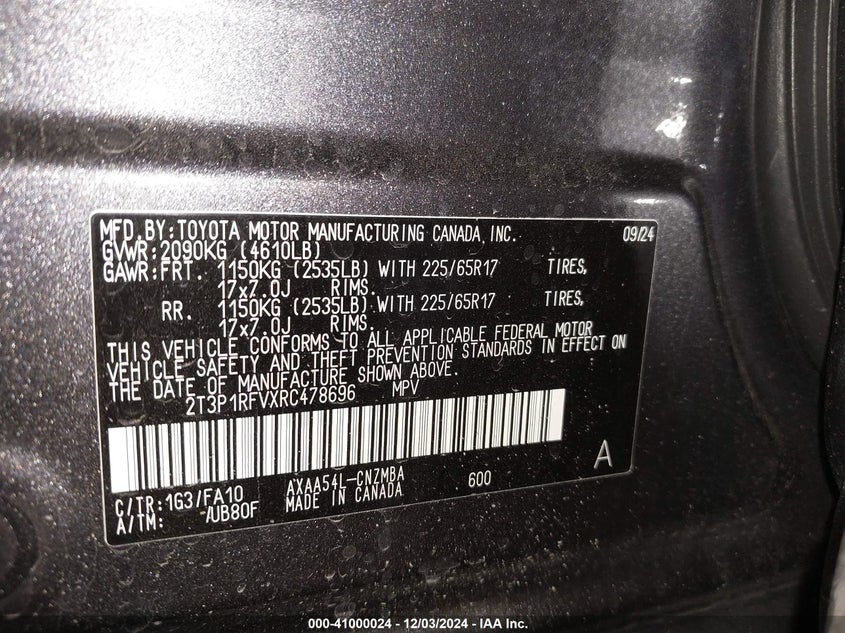 MFD.BY:TOYOTA MOTOR MANUFACTURING CANADA, INC. 09/24
GVWR:2090KG (4610LB)
GAWR:FRT. 1150KG (2535LB) WITH 225/65R17 TIRES,
17x7.0J RIMS.
RR. 1150KG (2535LB) WITH 225/65R17 TIRES,
17x7.0J RIMS.
THIS VEHICLE CONFORMS TO ALL APPLICABLE FEDERAL MOTOR
VEHICLE SAFETY AND THEFT PREVENTION STANDARDS IN EFFECT ON
THE DATE OF MANUFACTURE SHOWN ABOVE.
2T3P1RFVXRC478696 MPV
A
C/TR:1G3/FA10 AXAA54L-CNZMBA 600
A/TM: -/UB80F MADE IN CANADA
000-41000024 - 12/03/2024 - IAA Inc.